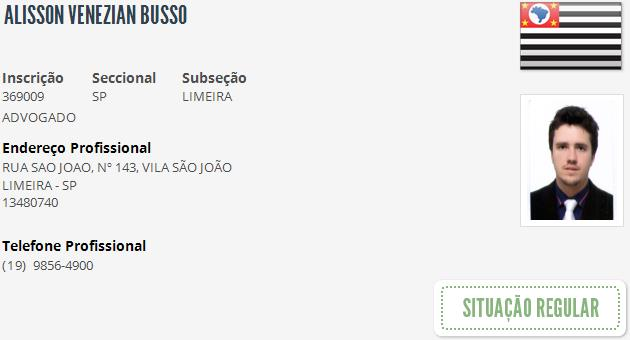 ALISSON VENEZIAN BUSSO
Inscrição Seccional Subseção
369009 SP LIMEIRA
ADVOGADO
Endereço Profissional
RUA SAO JOAO, Nº 143, VILA SÃO JOÃO
LIMEIRA - SP
13480740
Telefone Profissional
(19) 9856-4900
SITUAÇÃO REGULAR